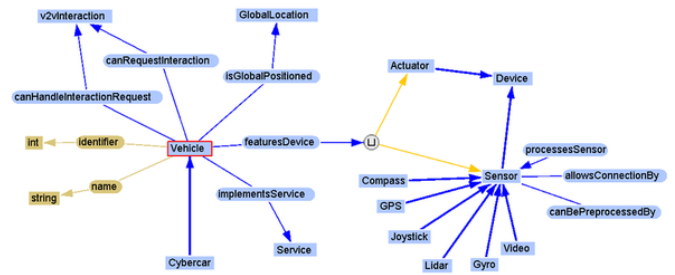 v2vInteraction
GlobalLocation
canRequestInteraction
isGlobalPositioned
Actuator
Device
canHandleInteractionRequest
int
identifier
Vehicle
featuresDevice
⊔
processesSensor
Compass
Sensor
allowsConnectionBy
string
name
implementsService
GPS
canBePreprocessedBy
Joystick
Service
Video
Cybercar
Lidar
Gyro